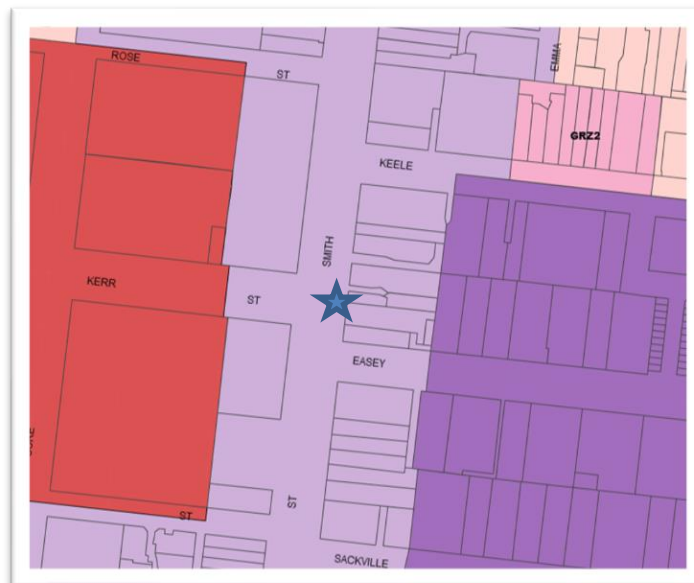 ROSE
ST
EMMA
GRZ2
KEELE
SMITH
KERR
ST
EASEY
ST
ST
SACKVILLE